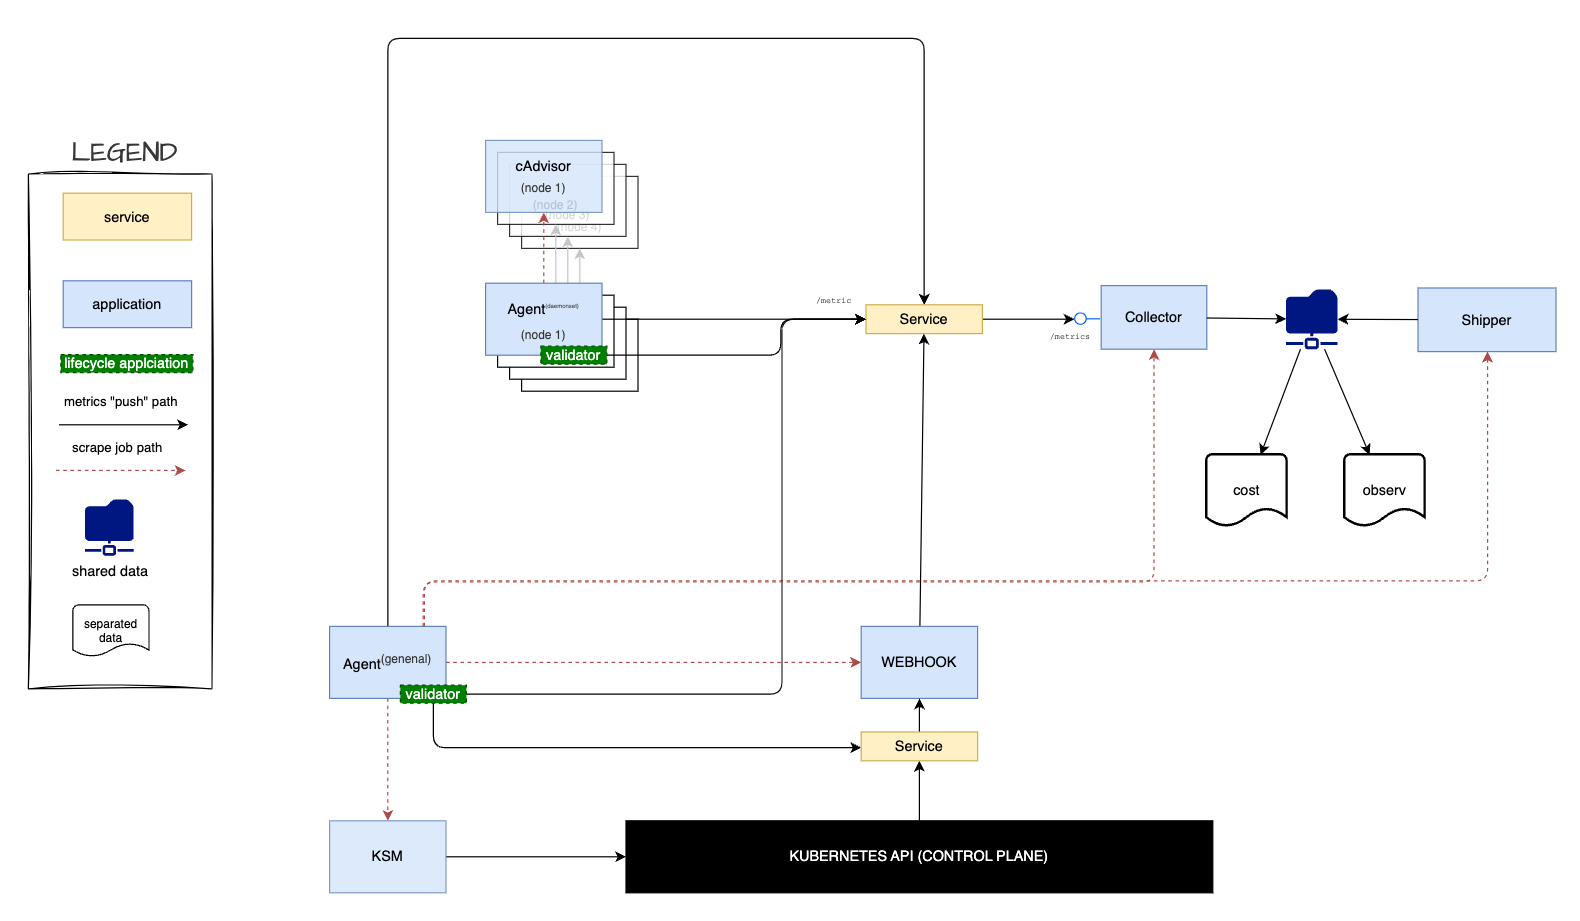 LEGEND
service
application
lifecycle applciation
metrics "push" path
scrape job path
shared data
separated
data
cAdvisor
(node 1)
(node 2)
(node 3)
(node 4)
Agent(daemonset)
(node 1)
validator
/metric
Service
/metrics
Collector
Shipper
cost
observ
Agent(genenal)
validator
WEBHOOK
Service
KSM
KUBERNETES API (CONTROL PLANE)